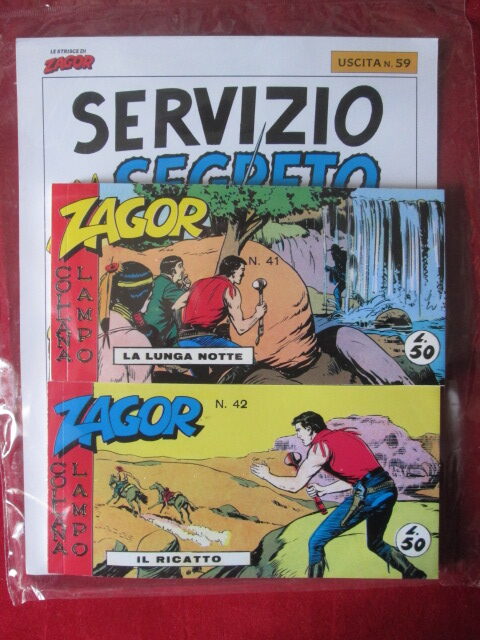 LE STRISCE DI
ZAGOR
USCITA N. 59
SERVIZIO
SEGRETO
ZAGOR
COLLANA
LAMPO
N. 41
LA LUNGA NOTTE
L.
50
ZAGOR
COLLANA
LAMPO
N. 42
IL RICATTO
L.
50